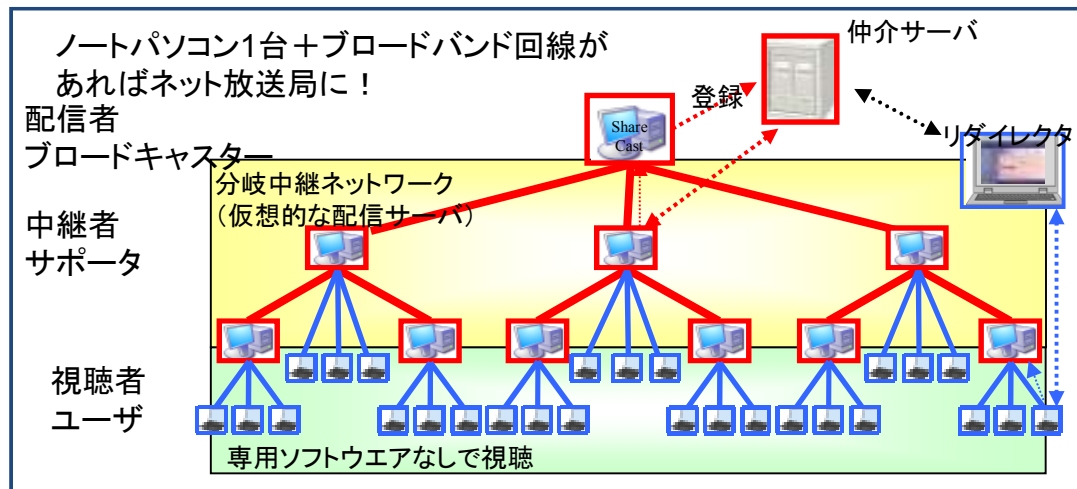 ノートパソコン1台＋ブロードバンド回線が
あればネット放送局に！
仲介サーバ
登録
配信者
ブロードキャスター
Share
Cast
リダイレクタ
分岐中継ネットワーク
（仮想的な配信サーバ）
中継者
サポータ
視聴者
ユーザ
専用ソフトウエアなしで視聴